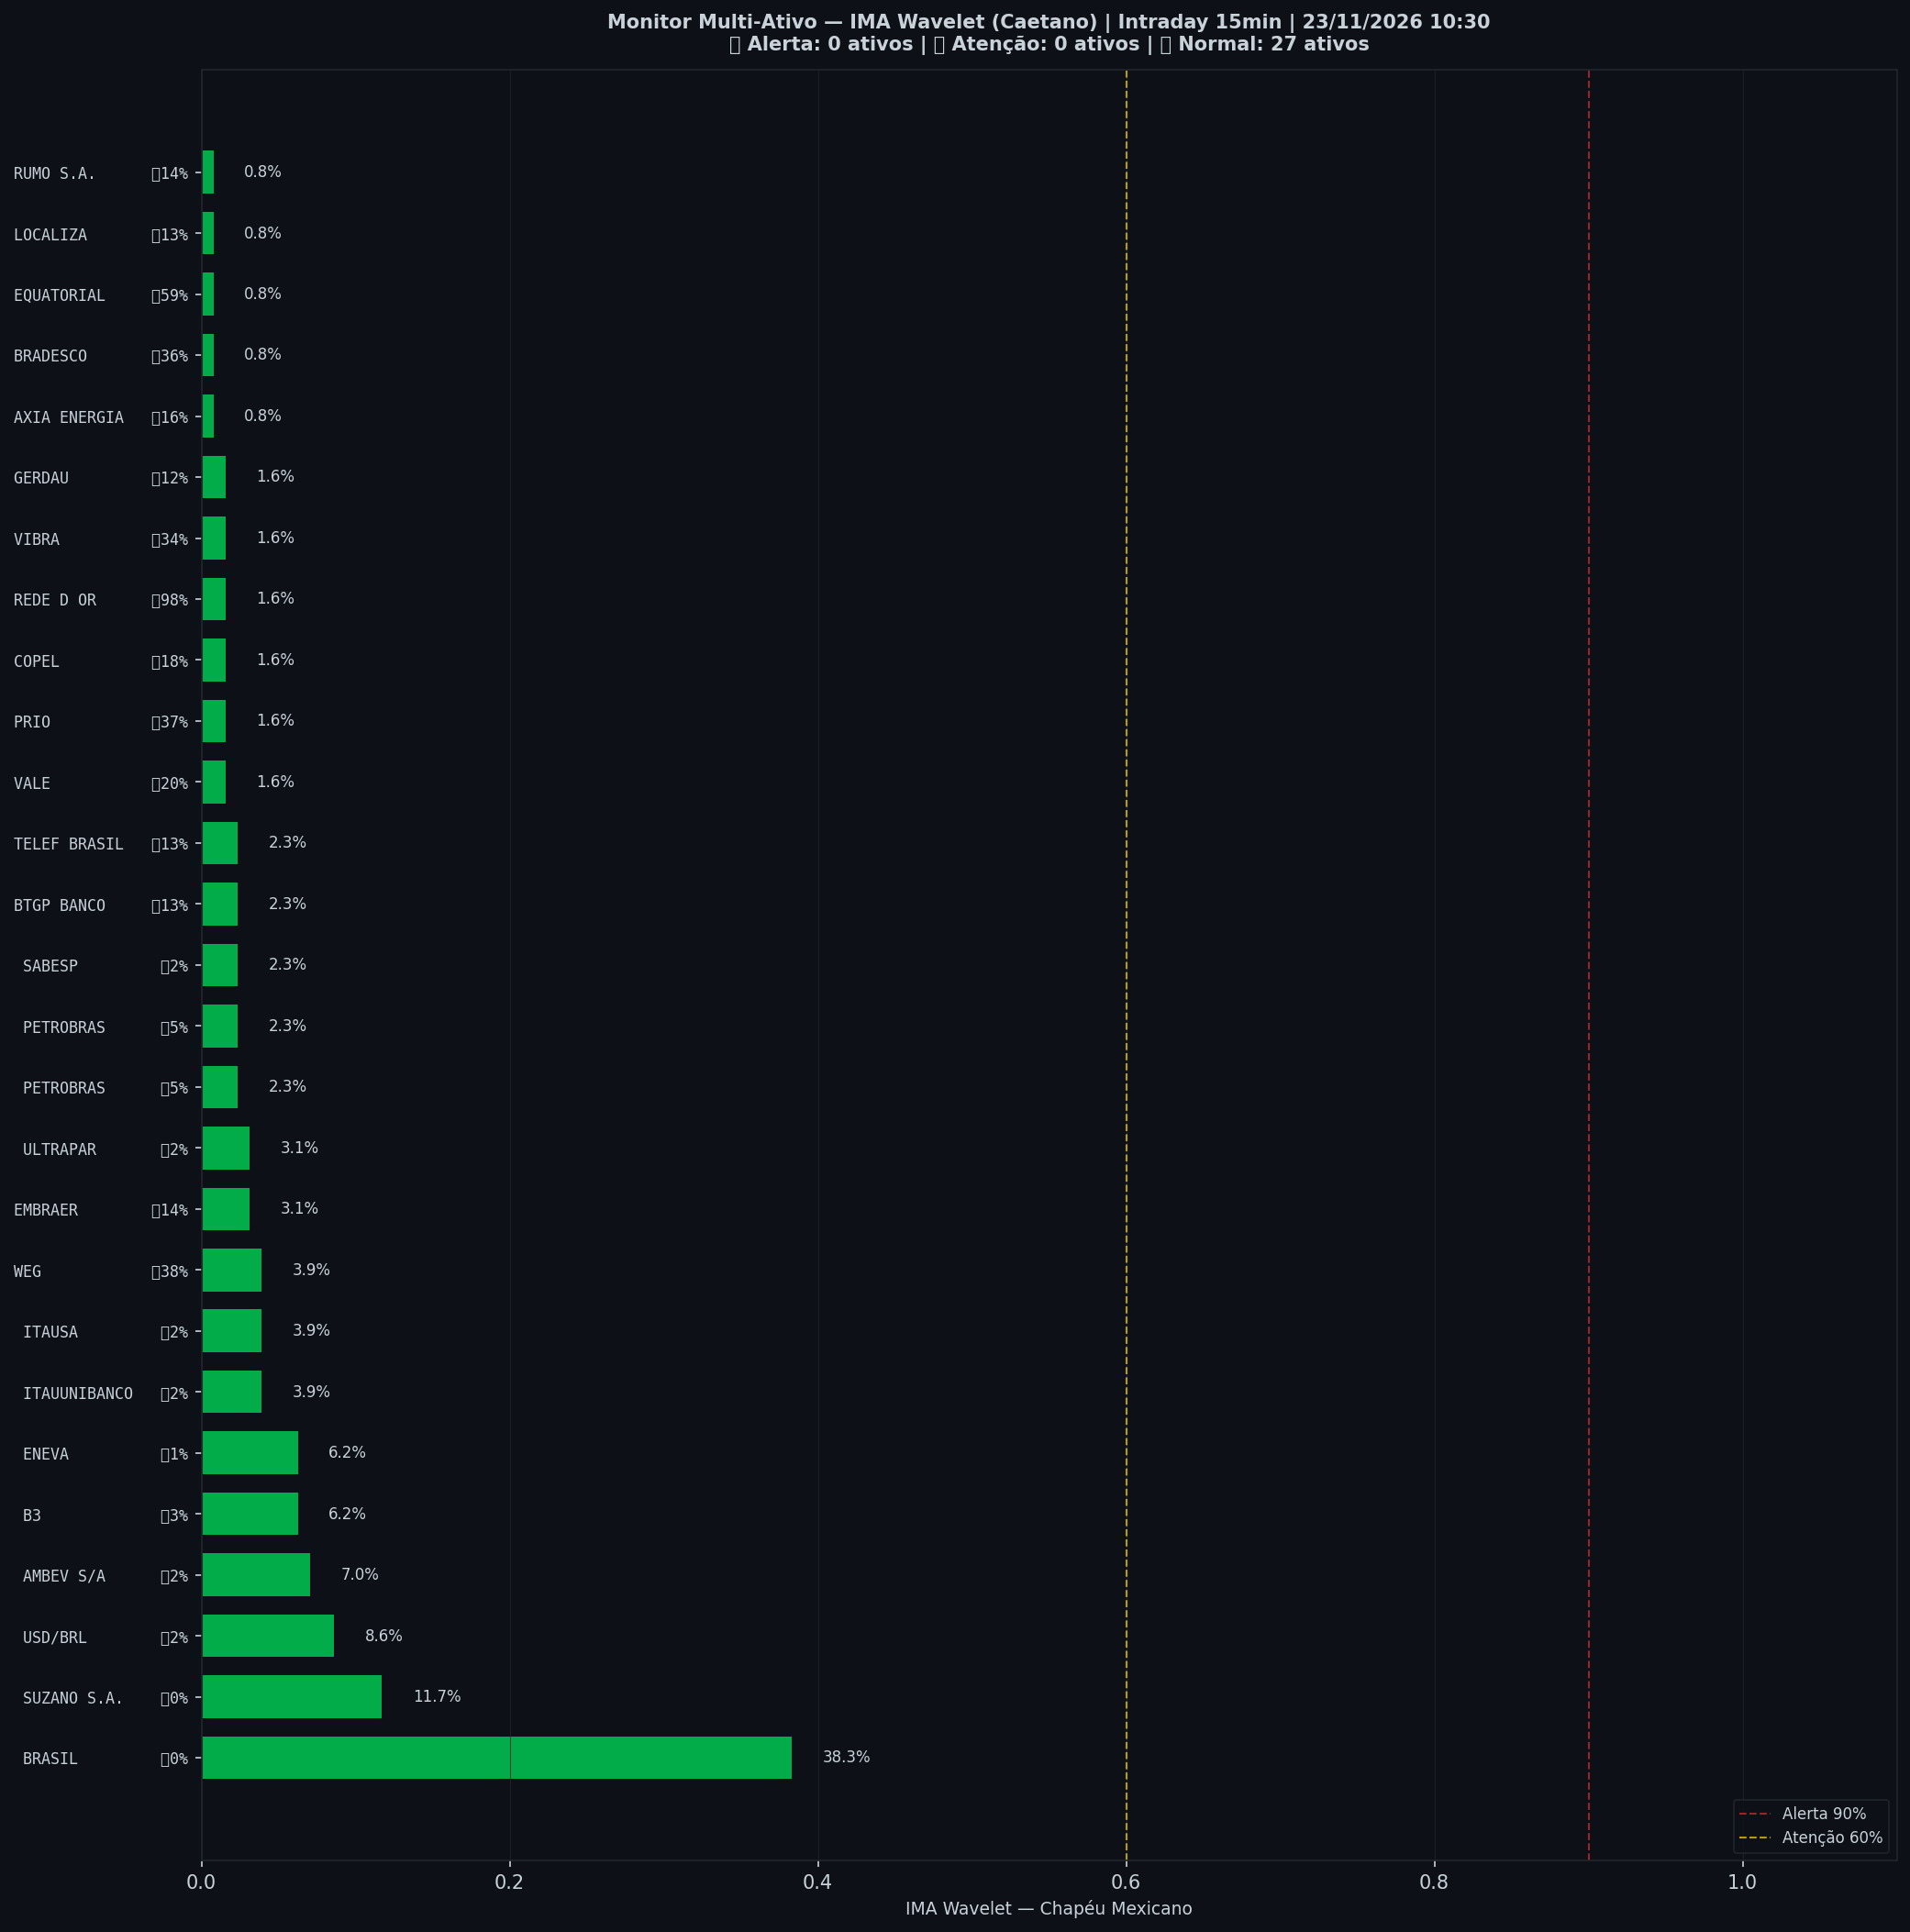 Monitor Multi-Ativo — IMA Wavelet (Caetano) | Intraday 15min | 23/11/2026 10:30
▯ Alerta: 0 ativos | ▯ Atenção: 0 ativos | ▯ Normal: 27 ativos
RUMO S.A. ▯14% 0.8%
LOCALIZA ▯13% 0.8%
EQUATORIAL ▯59% 0.8%
BRADESCO ▯36% 0.8%
AXIA ENERGIA ▯16% 0.8%
GERDAU ▯12% 1.6%
VIBRA ▯34% 1.6%
REDE D OR ▯98% 1.6%
COPEL ▯18% 1.6%
PRIO ▯37% 1.6%
VALE ▯20% 1.6%
TELEF BRASIL ▯13% 2.3%
BTGP BANCO ▯13% 2.3%
SABESP ▯2% 2.3%
PETROBRAS ▯5% 2.3%
PETROBRAS ▯5% 2.3%
ULTRAPAR ▯2% 3.1%
EMBRAER ▯14% 3.1%
WEG ▯38% 3.9%
ITAUSA ▯2% 3.9%
ITAUUNIBANCO ▯2% 3.9%
ENEVA ▯1% 6.2%
B3 ▯3% 6.2%
AMBEV S/A ▯2% 7.0%
USD/BRL ▯2% 8.6%
SUZANO S.A. ▯0% 11.7%
BRASIL ▯0% 38.3%
Alerta 90%
Atenção 60%
0.0 0.2 0.4 0.6 0.8 1.0
IMA Wavelet — Chapéu Mexicano